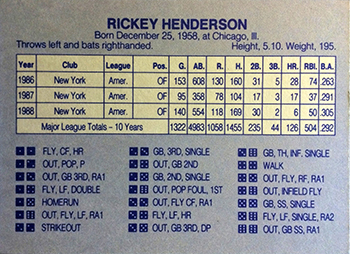 RICKEY HENDERSON
Born December 25, 1958, at Chicago, Ill.
Throws left and bats righthanded. Height, 5.10. Weight, 195.
Year Club League Pos. G. AB. R. H. 2B. 3B. HR. RBI. B.A.
1986 New York Amer. OF 153 608 130 160 31 5 28 74 263
1987 New York Amer. OF 95 358 78 104 17 3 17 37 291
1988 New York Amer. OF 140 554 118 169 30 2 6 50 305
Major League Totals – 10 Years 1322 4983 1058 1455 235 44 126 504 292
FLY, CF, HR GB, 3RD, SINGLE GB, TH, INF. SINGLE
OUT, POP, P OUT, GB 2ND WALK
OUT, GB 3RD, RA1 GB, 2ND, SINGLE OUT, FLY, RF, RA1
FLY, LF, DOUBLE OUT, POP FOUL, 1ST OUT, INFIELD FLY
HOMERUN OUT, FLY CF, RA1 GB, SS, SINGLE
OUT, FLY, LF, RA1 FLY, LF, HR FLY, LF, SINGLE, RA2
STRIKEOUT OUT, GB 3RD, DP OUT, GB SS, RA1